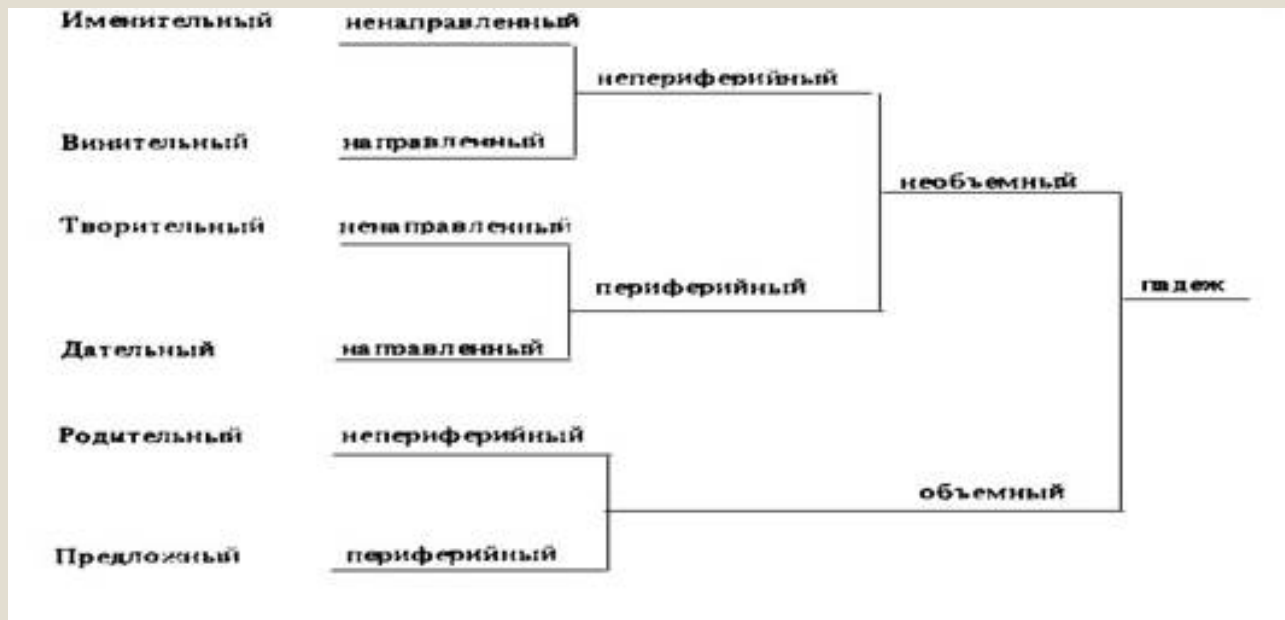 Именительный ненаправленный
непериферийный
Винительный направленный
необъемный
Творительный ненаправленный
периферийный
падеж
Дательный направленный
Родительный непериферийный
объемный
Предложный периферийный